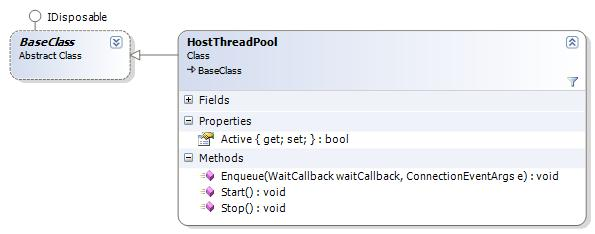 IDisposable
BaseClass
Abstract Class
HostThreadPool
Class
BaseClass
Fields
Properties
Active { get; set; } : bool
Methods
Enqueue(WaitCallback waitCallback, ConnectionEventArgs e) : void
Start() : void
Stop() : void